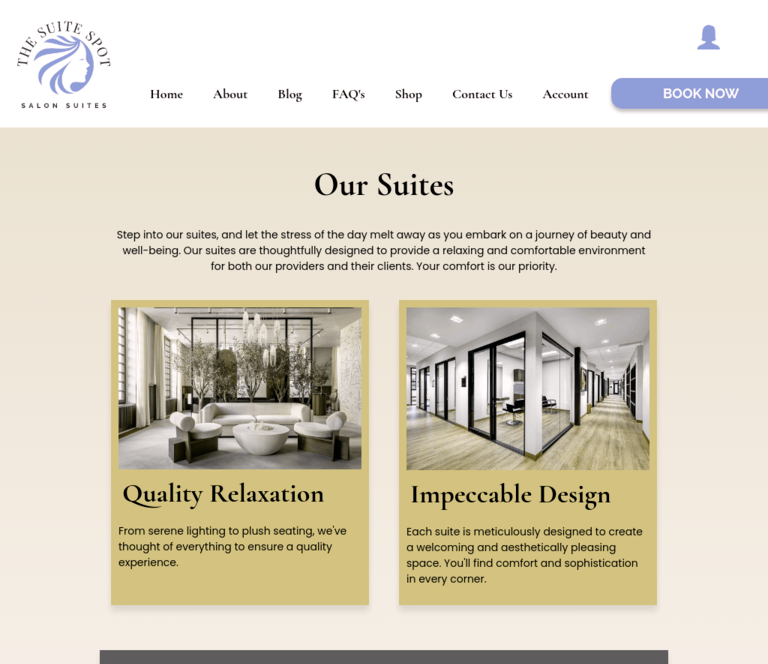 THE SUITE SPOT
SALON SUITES
Home About Blog FAQ's Shop Contact Us Account BOOK NOW
Our Suites
Step into our suites, and let the stress of the day melt away as you embark on a journey of beauty and
well-being. Our suites are thoughtfully designed to provide a relaxing and comfortable environment
for both our providers and their clients. Your comfort is our priority.
Quality Relaxation
From serene lighting to plush seating, we've
thought of everything to ensure a quality
experience.
Impeccable Design
Each suite is meticulously designed to create
a welcoming and aesthetically pleasing
space. You'll find comfort and sophistication
in every corner.